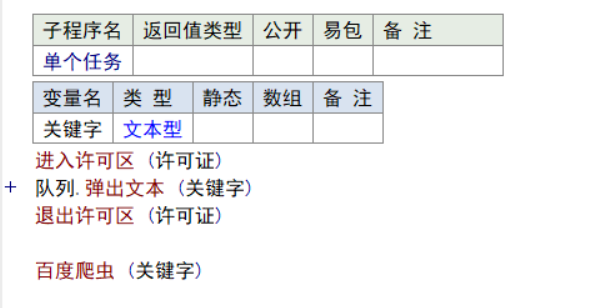 子程序名 返回值类型 公开 易包 备 注
单个任务
变量名 类 型 静态 数组 备 注
关键字 文本型
进入许可区 (许可证)
+ 队列. 弹出文本 (关键字)
退出许可区 (许可证)
百度爬虫 (关键字)